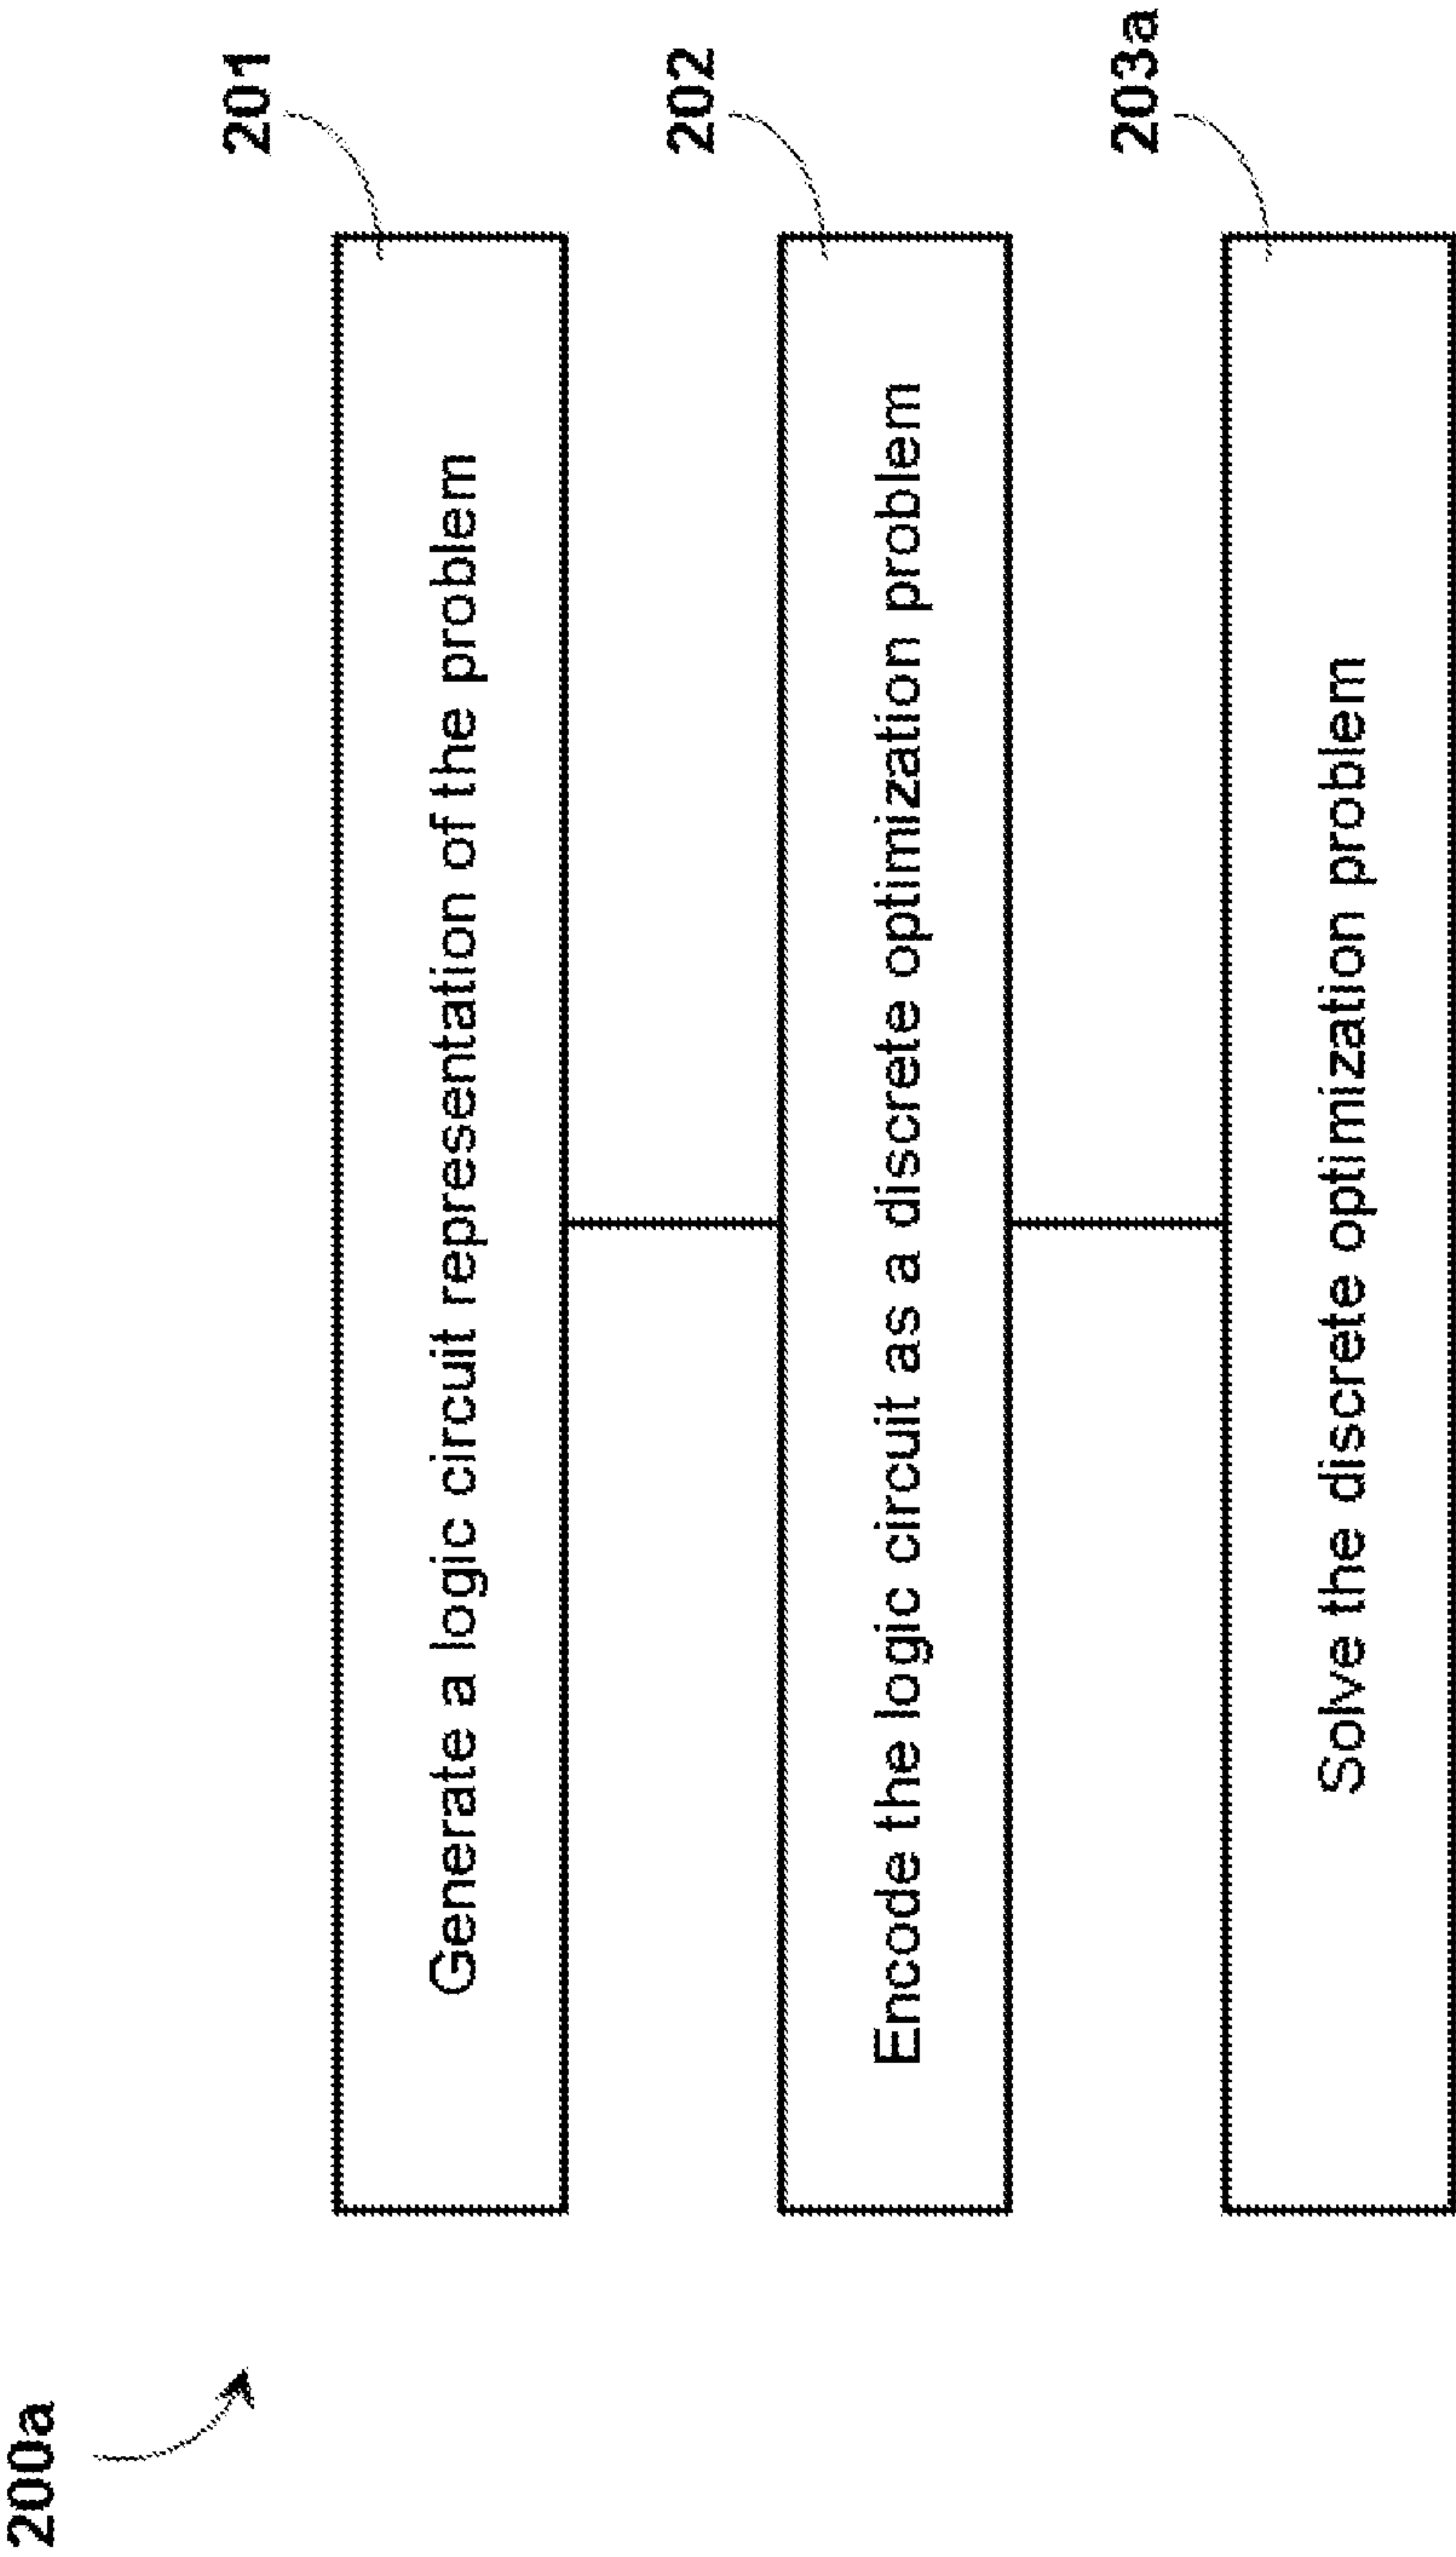 200a
201
Generate a logic circuit representation of the problem
202
Encode the logic circuit as a discrete optimization problem
203a
Solve the discrete optimization problem